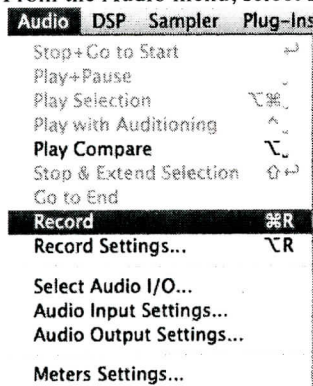 From the Audio menu, select
Audio DSP Sampler Plug-Ins
Stop+Go to Start ↩
Play+Pause ⎵
Play Selection ⌥⌘⎵
Play with Auditioning ^⎵
Play Compare ⌥⎵
Stop & Extend Selection ⇧↩
Go to End
Record ⌘R
Record Settings... ⌥R
Select Audio I/O...
Audio Input Settings...
Audio Output Settings...
Meters Settings...